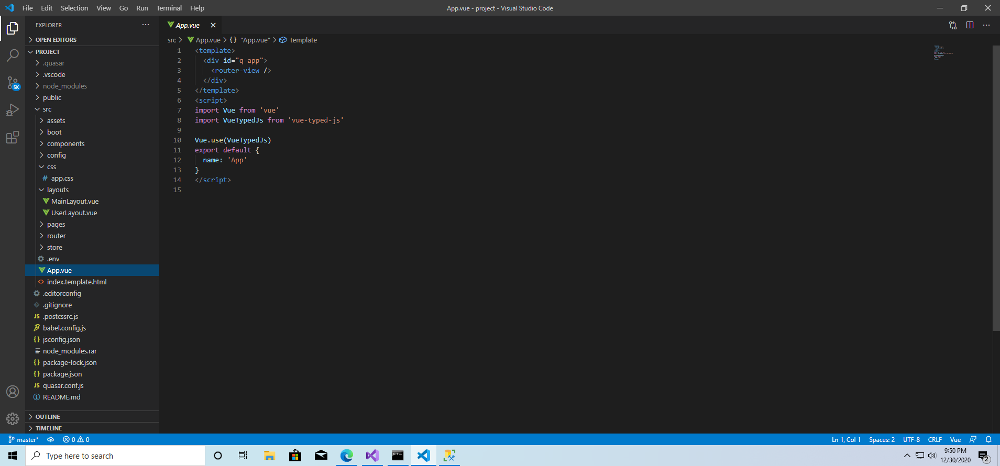 File Edit Selection View Go Run Terminal Help
App.vue - project - Visual Studio Code
EXPLORER
OPEN EDITORS
PROJECT
.quasar
.vscode
node_modules
public
src
assets
boot
components
config
css
# app.css
layouts
MainLayout.vue
UserLayout.vue
pages
router
store
.env
App.vue
<> index.template.html
.editorconfig
.gitignore
JS .postcssrc.js
babel.config.js
{} jsconfig.json
node_modules.rar
{} package-lock.json
{} package.json
JS quasar.conf.js
README.md
OUTLINE
TIMELINE
5K
App.vue
src > App.vue > {} "App.vue" > template
1 <template>
2 <div id="q-app">
3 <router-view />
4 </div>
5 </template>
6 <script>
7 import Vue from 'vue'
8 import VueTypedJs from 'vue-typed-js'
9
10 Vue.use(VueTypedJs)
11 export default {
12 name: 'App'
13 }
14 </script>
15
master* 0 0
Ln 1, Col 1 Spaces: 2 UTF-8 CRLF Vue
Type here to search
9:50 PM
12/30/2020
2